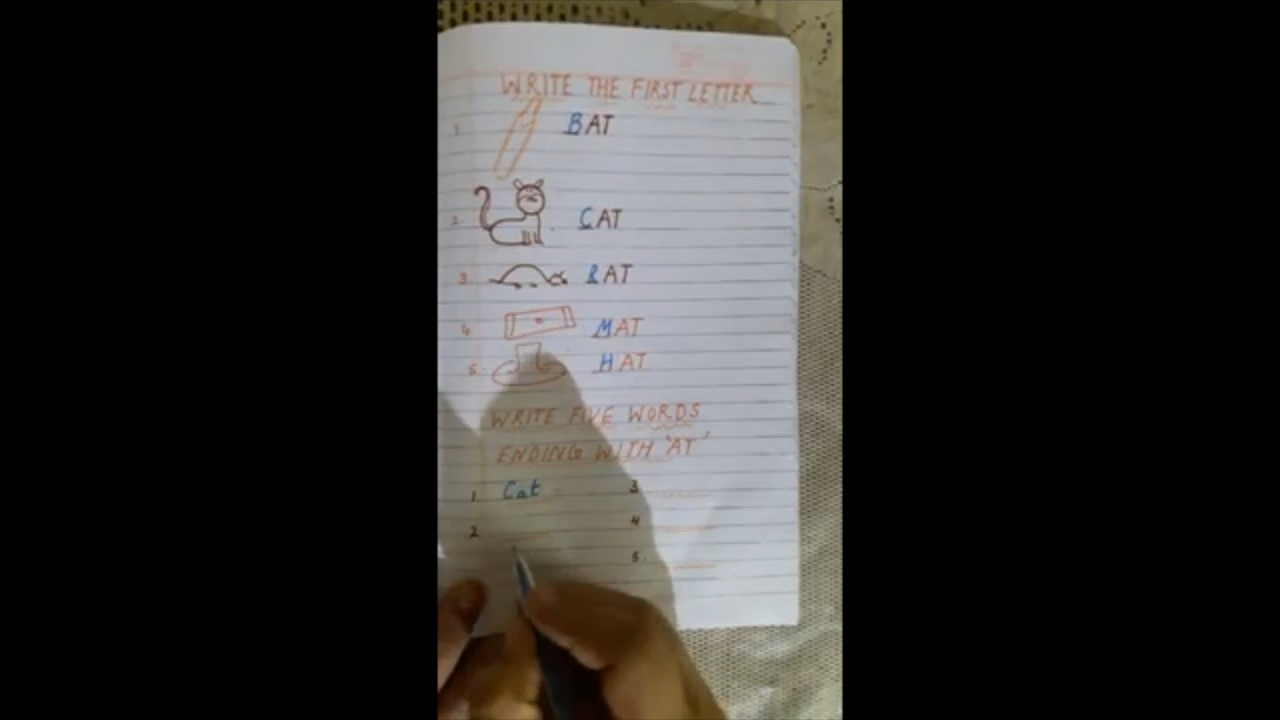 WRITE THE FIRST LETTER
1 BAT
2. CAT
3. RAT
4. MAT
5. HAT
WRITE FIVE WORDS
ENDING WITH 'AT'
1 Cat 3
2 4
5.